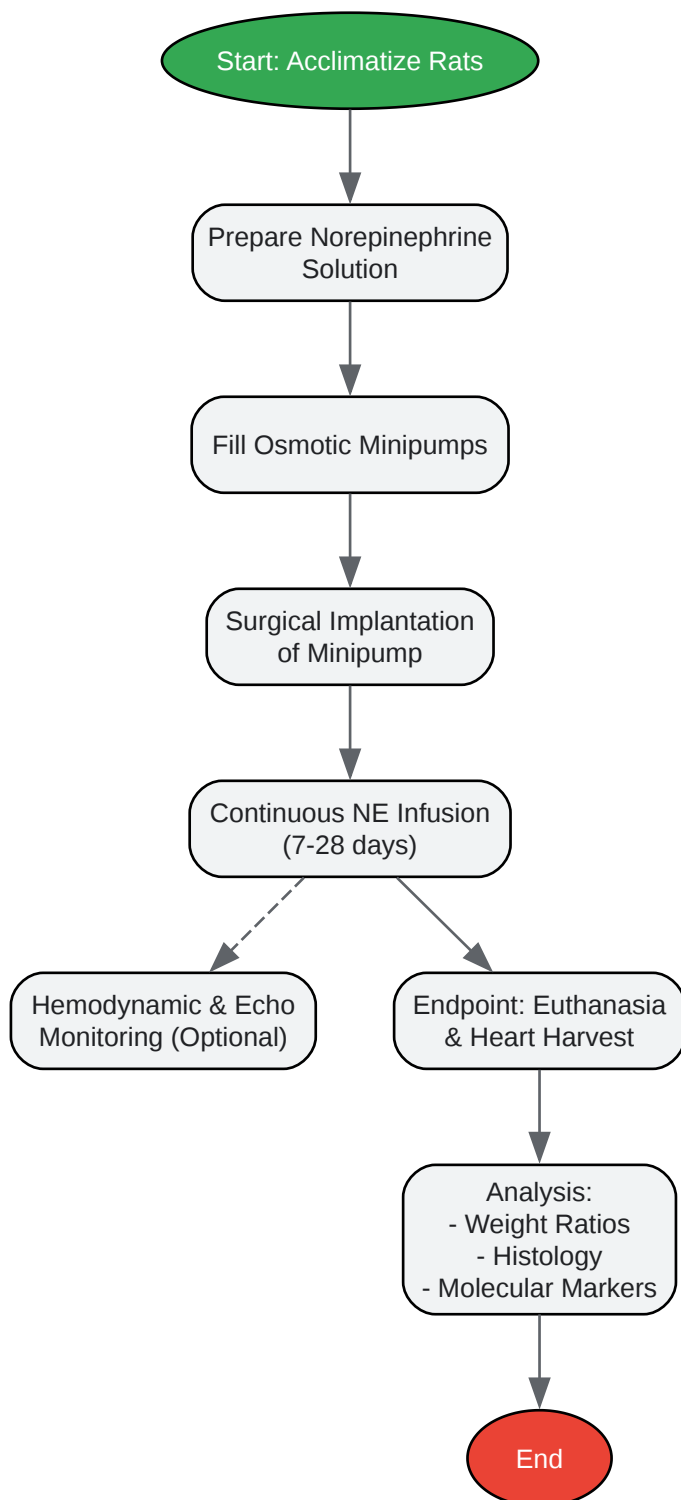 Start: Acclimatize Rats
Prepare Norepinephrine
Solution
Fill Osmotic Minipumps
Surgical Implantation
of Minipump
Continuous NE Infusion
(7-28 days)
Hemodynamic & Echo
Monitoring (Optional)
Endpoint: Euthanasia
& Heart Harvest
Analysis:
- Weight Ratios
- Histology
- Molecular Markers
End